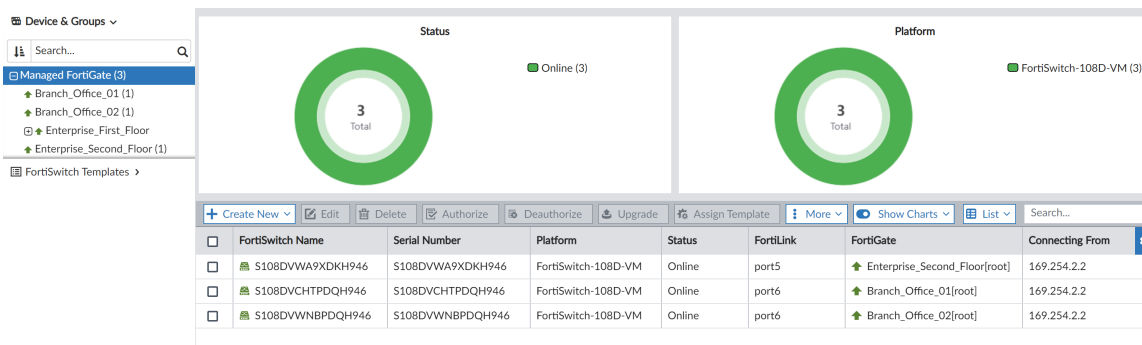 Device & Groups
Search...
Managed FortiGate (3)
Branch_Office_01 (1)
Branch_Office_02 (1)
Enterprise_First_Floor
Enterprise_Second_Floor (1)
FortiSwitch Templates
Status
3
Total
Online (3)
Platform
3
Total
FortiSwitch-108D-VM (3)
Create New Edit Delete Authorize Deauthorize Upgrade Assign Template More Show Charts List Search...
FortiSwitch Name Serial Number Platform Status FortiLink FortiGate Connecting From
S108DVWA9XDKH946 S108DVWA9XDKH946 FortiSwitch-108D-VM Online port5 Enterprise_Second_Floor[root] 169.254.2.2
S108DVCHTPDQH946 S108DVCHTPDQH946 FortiSwitch-108D-VM Online port6 Branch_Office_01[root] 169.254.2.2
S108DVWNBPDQH946 S108DVWNBPDQH946 FortiSwitch-108D-VM Online port6 Branch_Office_02[root] 169.254.2.2